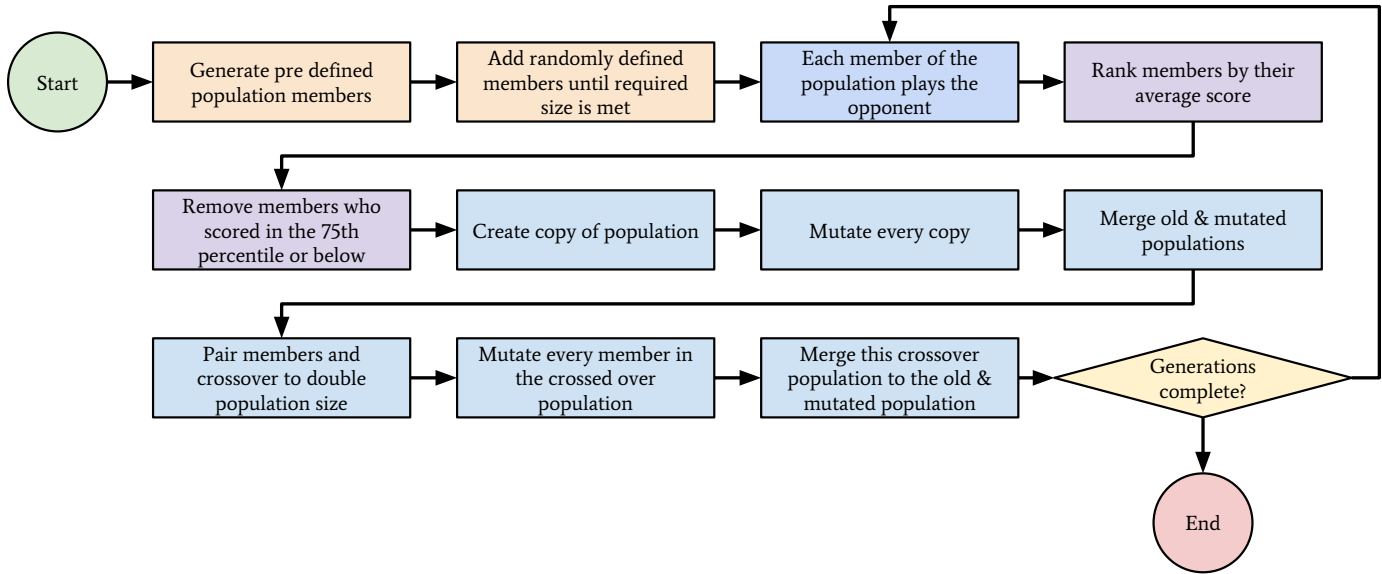 Start
Generate pre defined
population members
Add randomly defined
members until required
size is met
Each member of the
population plays the
opponent
Rank members by their
average score
Remove members who
scored in the 75th
percentile or below
Create copy of population
Mutate every copy
Merge old & mutated
populations
Pair members and
crossover to double
population size
Mutate every member in
the crossed over
population
Merge this crossover
population to the old &
mutated population
Generations
complete?
End